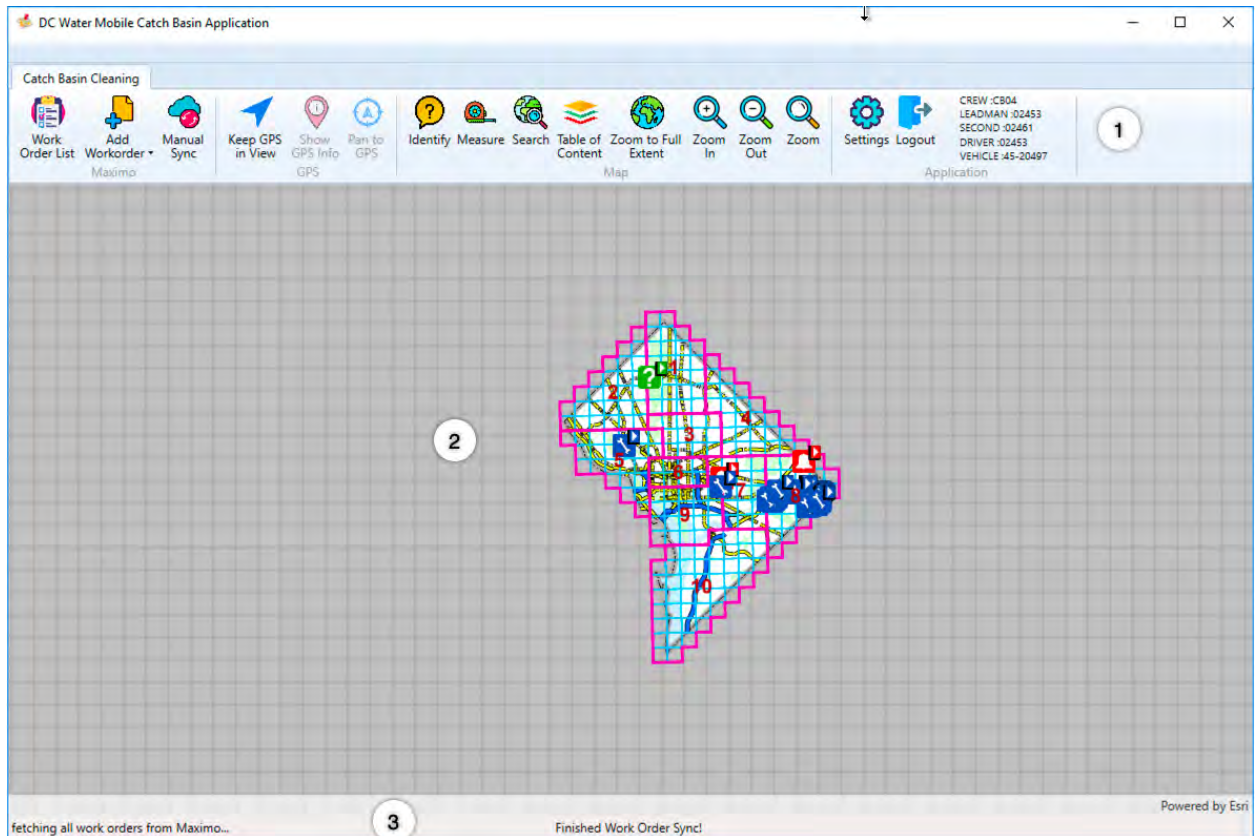 DC Water Mobile Catch Basin Application
Catch Basin Cleaning
Work
Order List
Add
Workorder
Manual
Sync
Maximo
Keep GPS
in View
Show
GPS Info
Pan to
GPS
GPS
Identify
Measure
Search
Table of
Content
Zoom to Full
Extent
Zoom
In
Zoom
Out
Zoom
Map
Settings
Logout
CREW :CB04
LEADMAN :02453
SECOND :02461
DRIVER :02453
VEHICLE :45-20497
Application
1
2
1
2
4
3
5
6
7
8
9
10
Powered by Esri
3
fetching all work orders from Maximo...
Finished Work Order Sync!